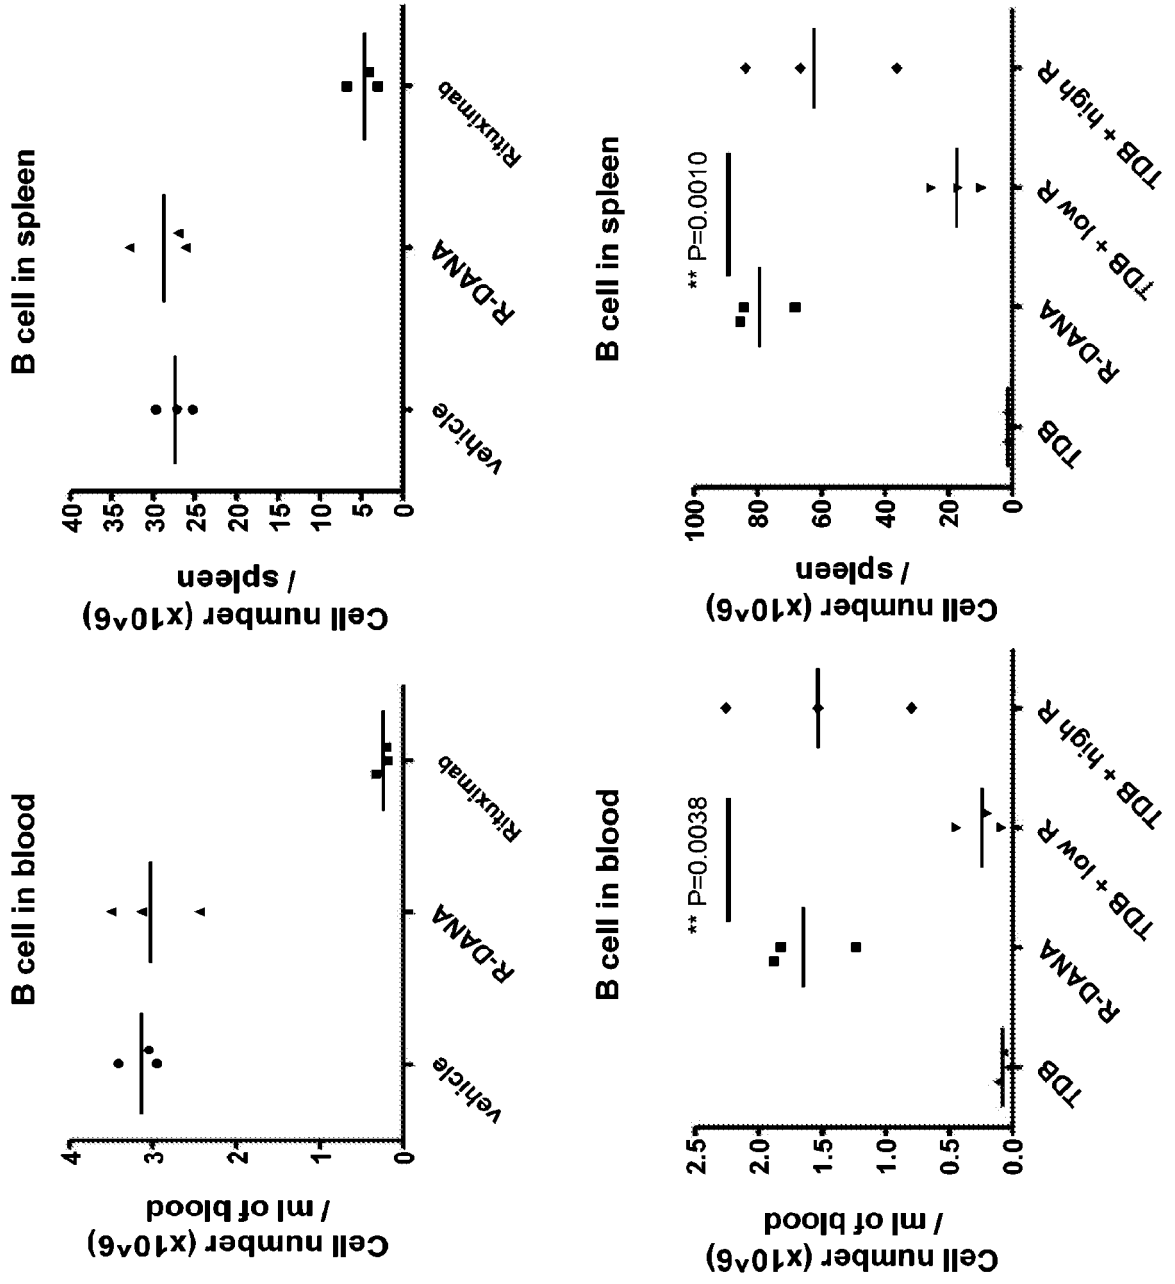 B cell in blood
Cell number (x10^6)
/ ml of blood
4
3
2
1
0
vehicle
R-DANA
Rituximab
B cell in spleen
Cell number (x10^6)
/ spleen
40
35
30
25
20
15
10
5
0
vehicle
R-DANA
Rituximab
B cell in blood
Cell number (x10^6)
/ ml of blood
2.5
2.0
1.5
1.0
0.5
0.0
** P=0.0038
TDB
R-DANA
TDB + low R
TDB + high R
B cell in spleen
Cell number (x10^6)
/ spleen
100
80
60
40
20
0
** P=0.0010
TDB
R-DANA
TDB + low R
TDB + high R